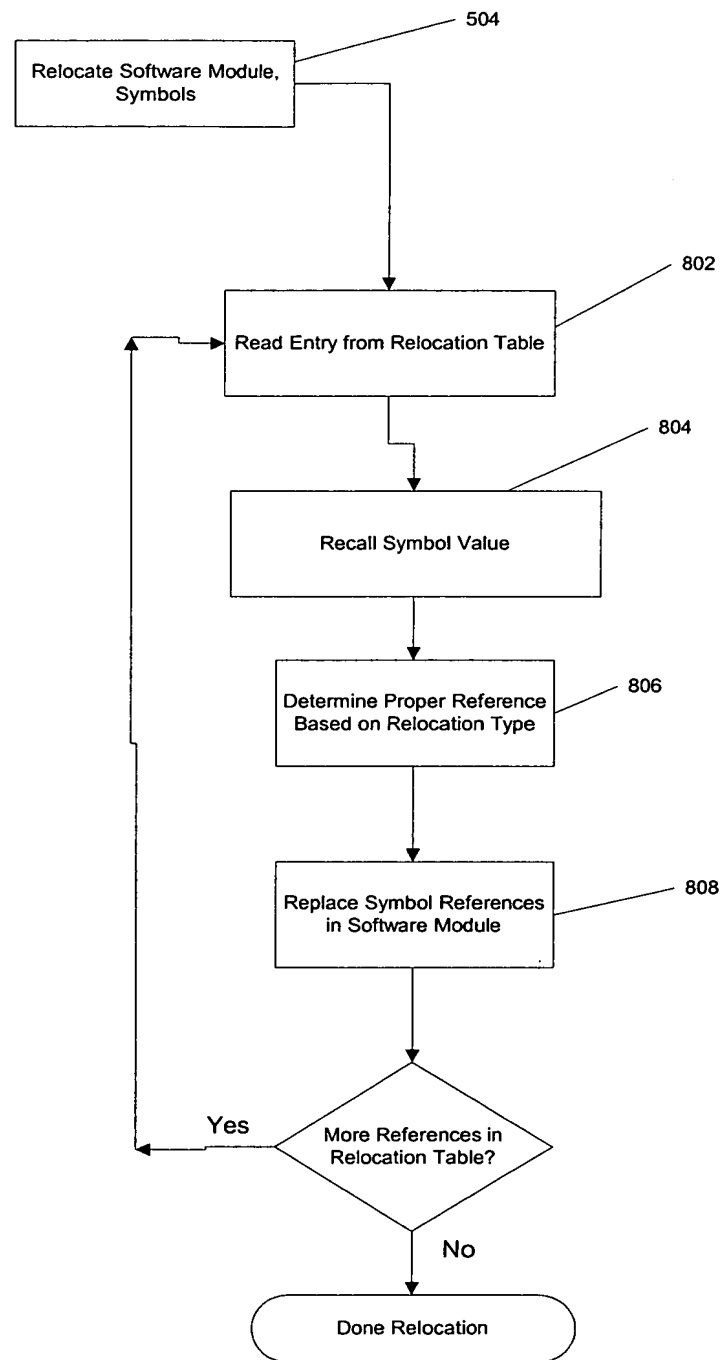 504
Relocate Software Module,
Symbols
802
Read Entry from Relocation Table
804
Recall Symbol Value
806
Determine Proper Reference
Based on Relocation Type
808
Replace Symbol References
in Software Module
Yes
More References in
Relocation Table?
No
Done Relocation